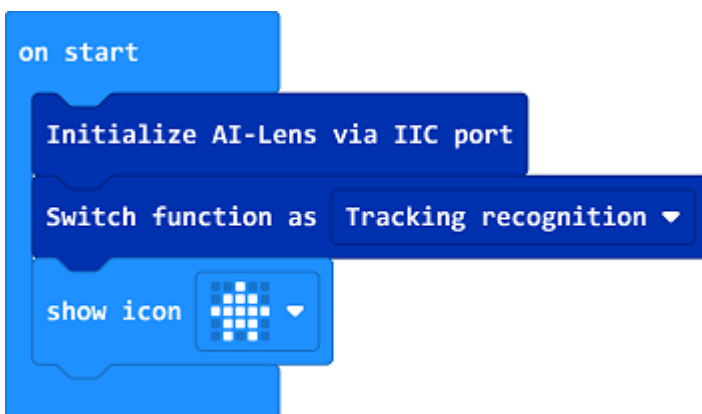 on start
Initialize AI-Lens via IIC port
Switch function as Tracking recognition
show icon